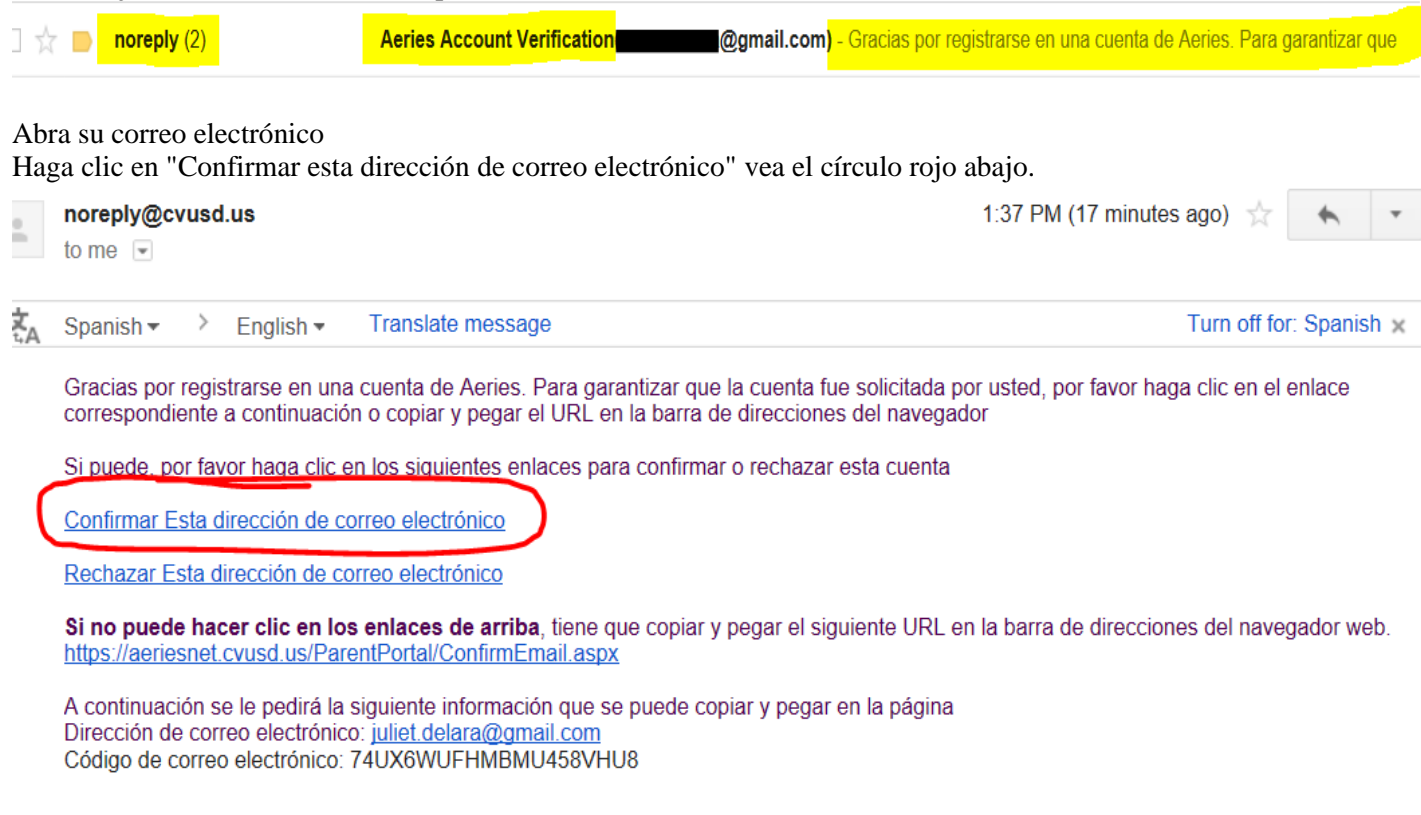 noreply (2) Aeries Account Verification @gmail.com) - Gracias por registrarse en una cuenta de Aeries. Para garantizar que
Abra su correo electrónico
Haga clic en "Confirmar esta dirección de correo electrónico" vea el círculo rojo abajo.
noreply@cvusd.us 1:37 PM (17 minutes ago)
to me
Spanish > English Translate message Turn off for: Spanish x
Gracias por registrarse en una cuenta de Aeries. Para garantizar que la cuenta fue solicitada por usted, por favor haga clic en el enlace
correspondiente a continuación o copiar y pegar el URL en la barra de direcciones del navegador
Si puede, por favor haga clic en los siguientes enlaces para confirmar o rechazar esta cuenta
Confirmar Esta dirección de correo electrónico
Rechazar Esta dirección de correo electrónico
Si no puede hacer clic en los enlaces de arriba, tiene que copiar y pegar el siguiente URL en la barra de direcciones del navegador web.
https://aeriesnet.cvusd.us/ParentPortal/ConfirmEmail.aspx
A continuación se le pedirá la siguiente información que se puede copiar y pegar en la página
Dirección de correo electrónico: juliet.delara@gmail.com
Código de correo electrónico: 74UX6WUFHMBMU458VHU8